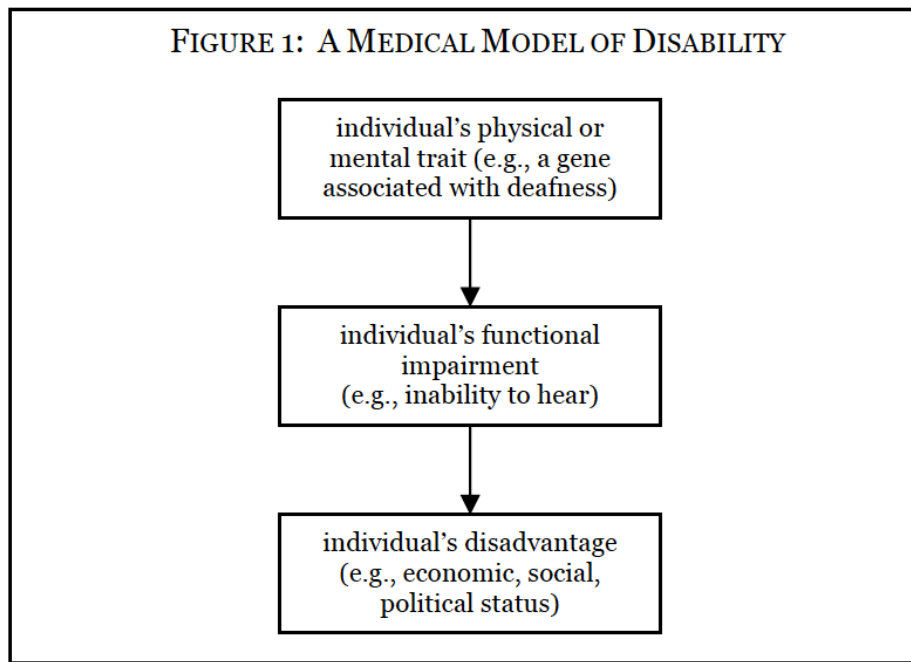 FIGURE 1: A MEDICAL MODEL OF DISABILITY
individual’s physical or
mental trait (e.g., a gene
associated with deafness)
individual’s functional
impairment
(e.g., inability to hear)
individual’s disadvantage
(e.g., economic, social,
political status)